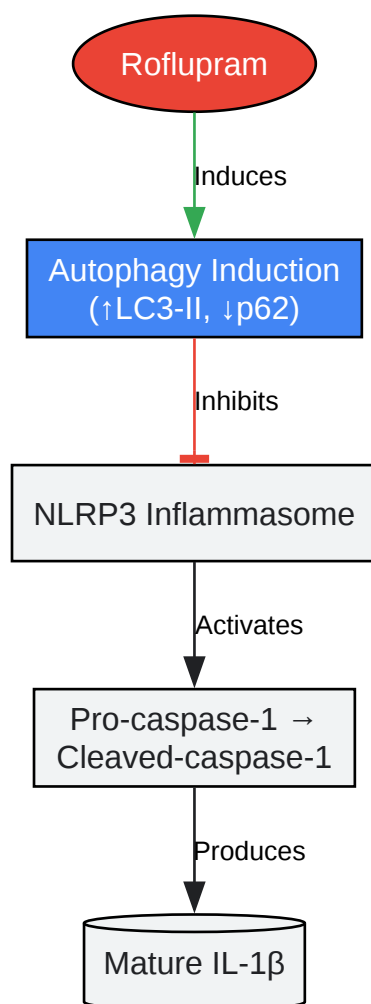 Roflupram
Induces
Autophagy Induction
(↑LC3-II, ↓p62)
Inhibits
NLRP3 Inflammasome
Activates
Pro-caspase-1 →
Cleaved-caspase-1
Produces
Mature IL-1β